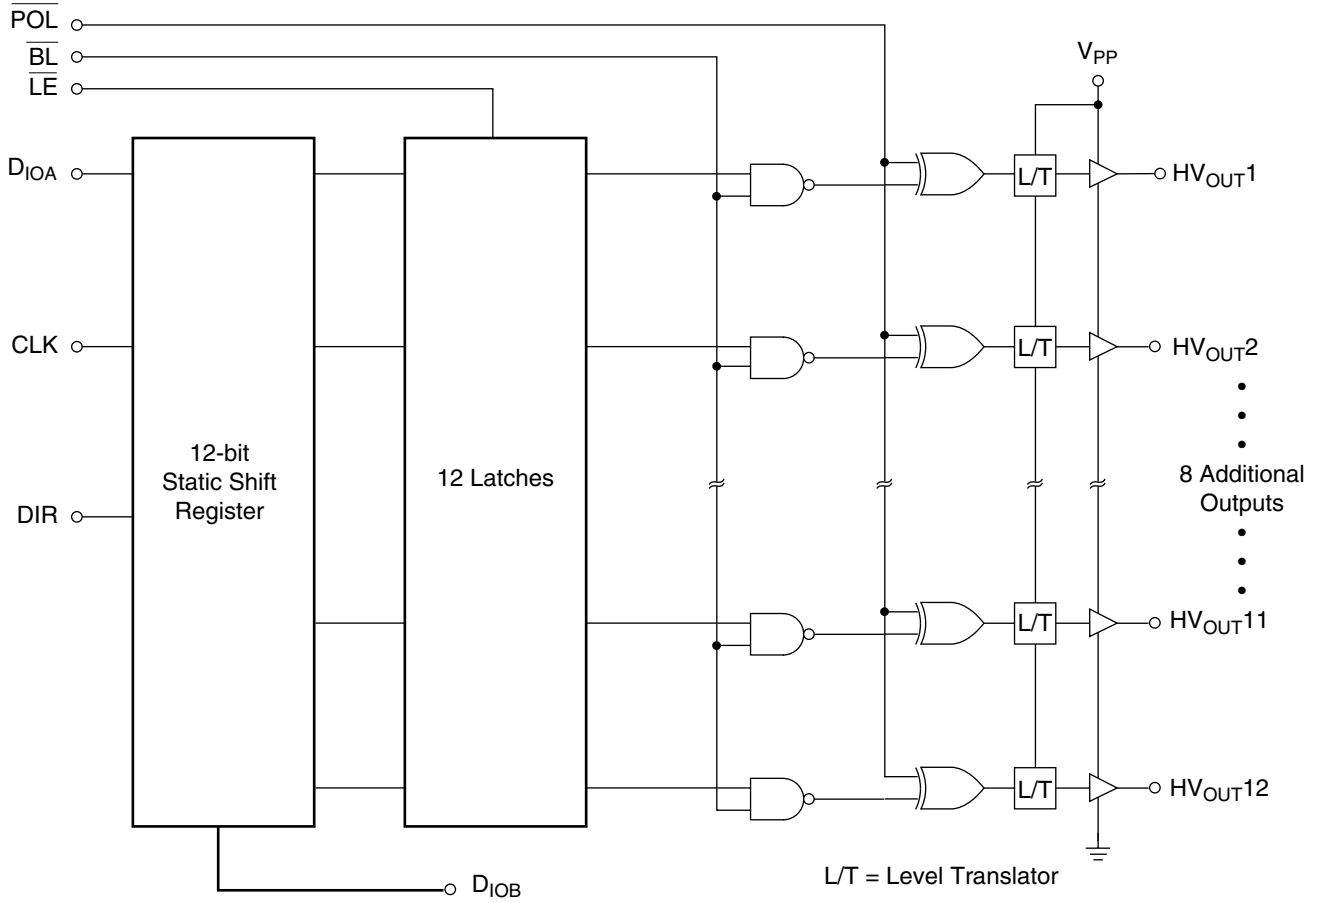 POL
BL
LE
V_PP
D_IOA
L/T
HV_OUT1
CLK
L/T
HV_OUT2
12-bit
Static Shift
Register
12 Latches
8 Additional
Outputs
DIR
L/T
HV_OUT11
L/T
HV_OUT12
L/T = Level Translator
D_IOB